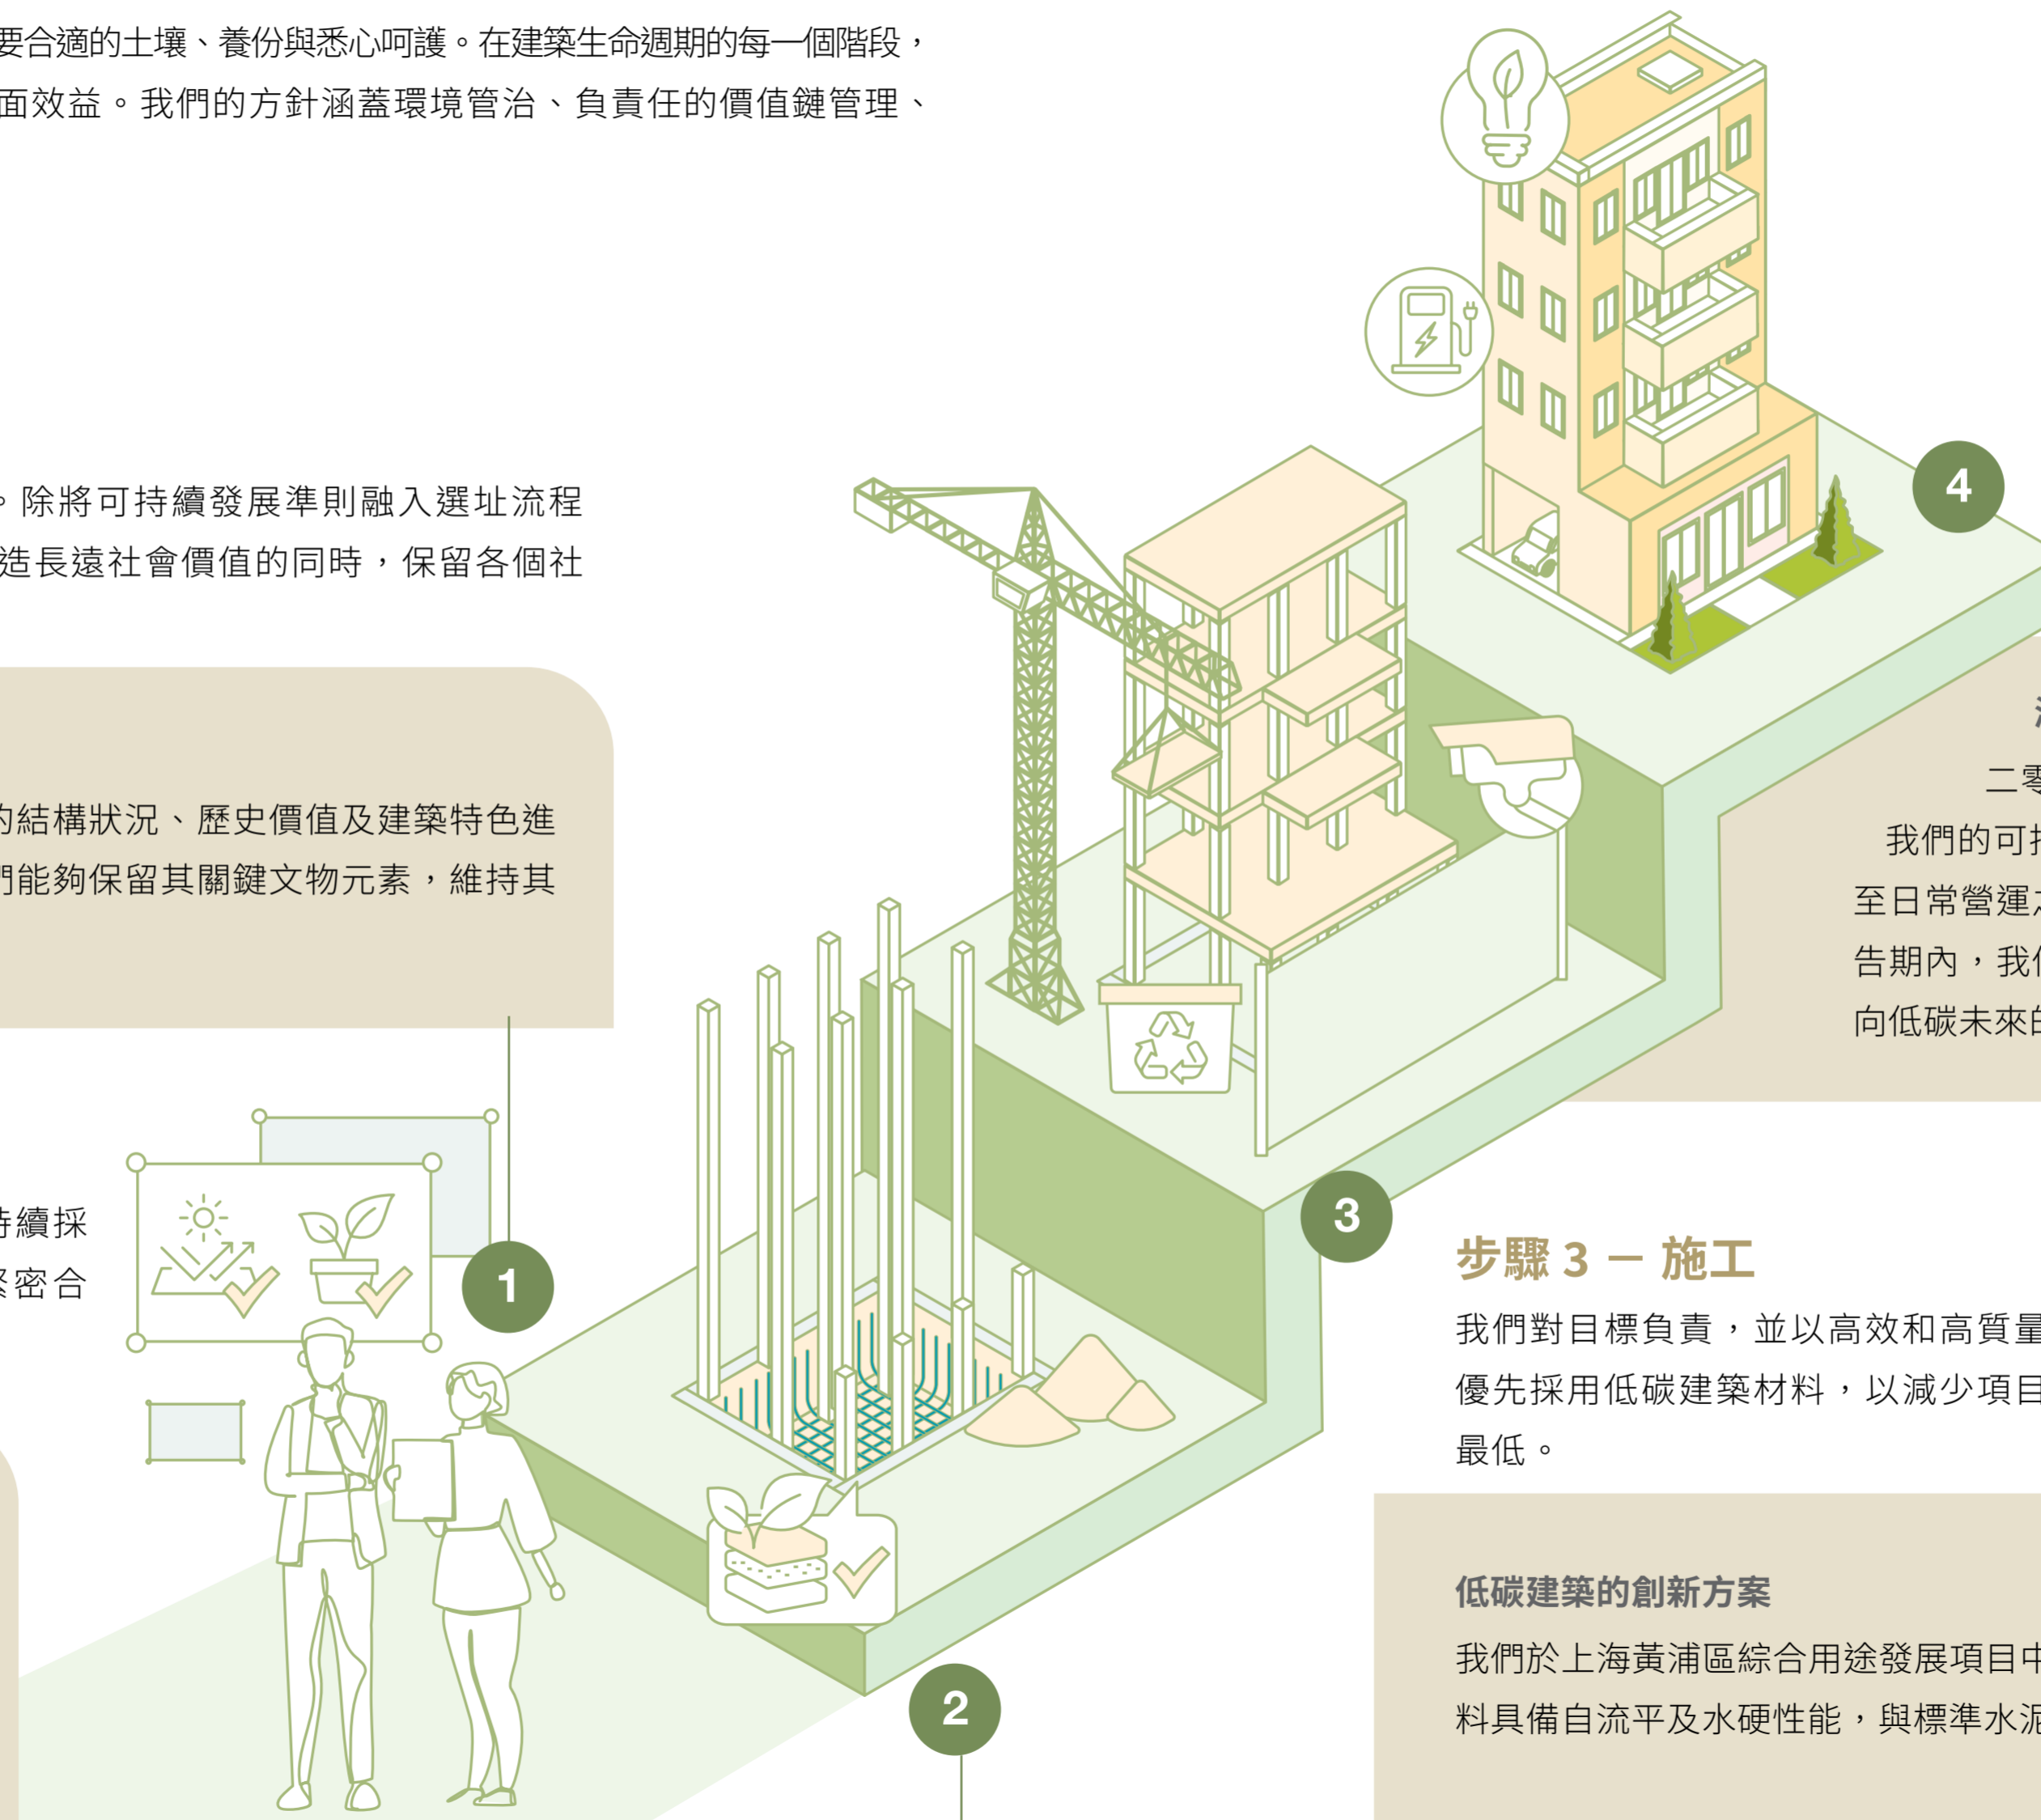 要合適的土壤、養份與悉心呵護。在建築生命週期的每一個階段，
面效益。我們的方針涵蓋環境管治、負責任的價值鏈管理、
。除將可持續發展準則融入選址流程
造長遠社會價值的同時，保留各個社
的結構狀況、歷史價值及建築特色進
們能夠保留其關鍵文物元素，維持其
持續採
緊密合
1
2
3
4
二零
我們的可持
至日常營運之
告期內，我們
向低碳未來的
步驟 3 － 施工
我們對目標負責，並以高效和高質量
優先採用低碳建築材料，以減少項目
最低。
低碳建築的創新方案
我們於上海黃浦區綜合用途發展項目中
料具備自流平及水硬性能，與標準水泥